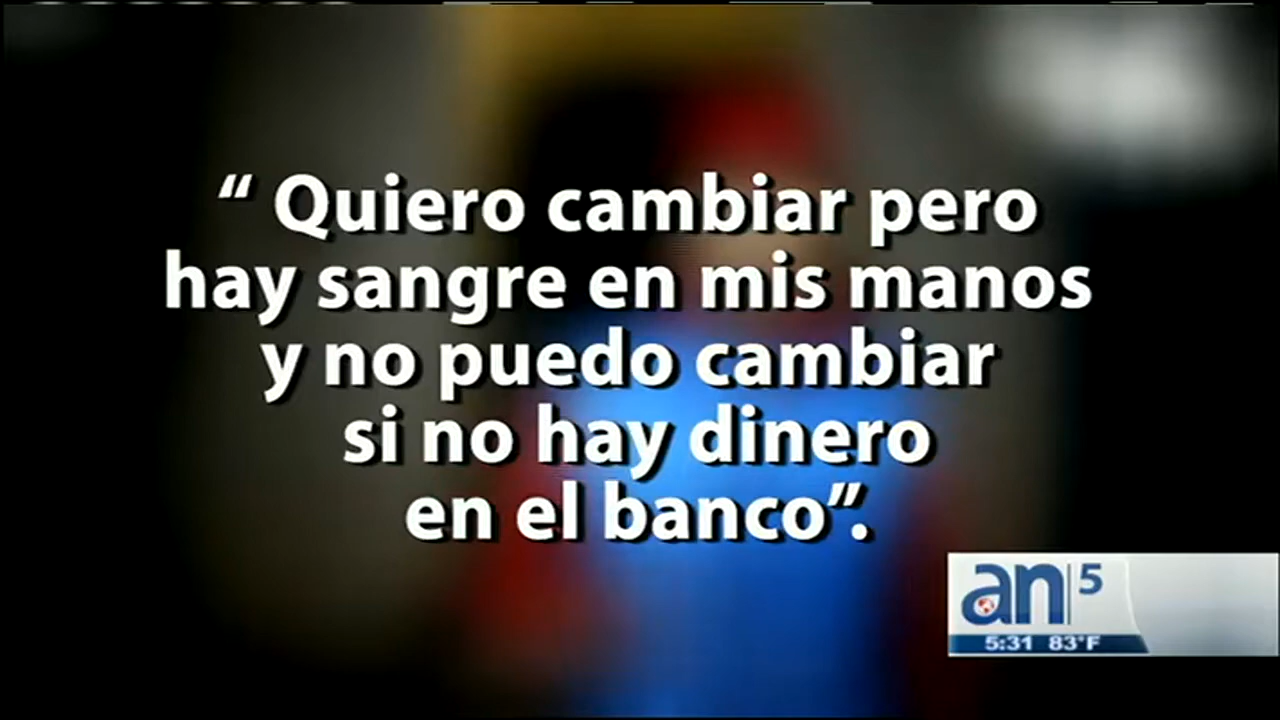 “ Quiero cambiar pero
hay sangre en mis manos
y no puedo cambiar
si no hay dinero
en el banco”.
an 5
5:31 83°F